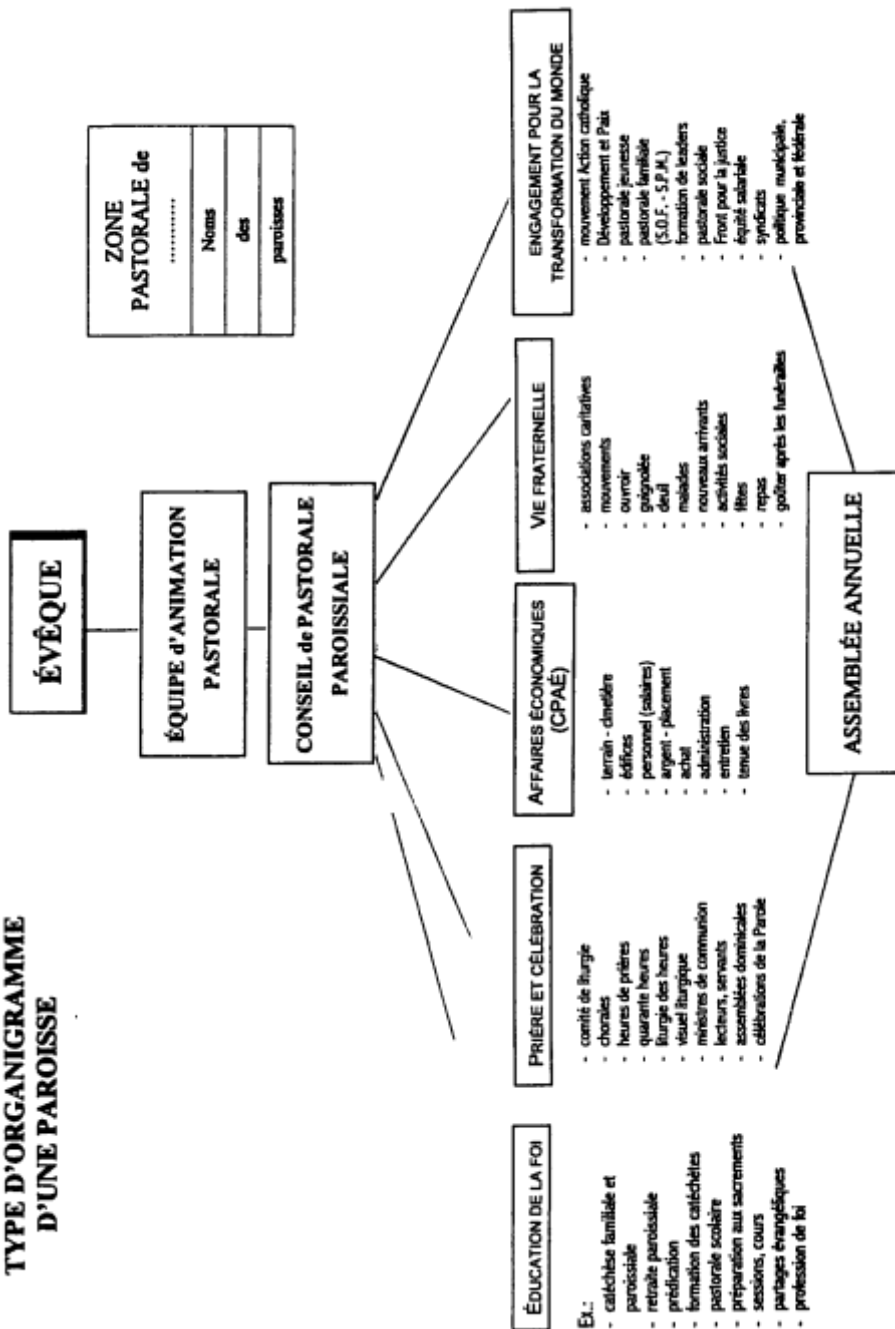 TYPE D'ORGANIGRAMME
D'UNE PAROISSE
ÉVÊQUE
ÉQUIPE d'ANIMATION
PASTORALE
CONSEIL de PASTORALE
PAROISSIALE
ZONE
PASTORALE de
............
Noms
des
paroisses
ÉDUCATION DE LA FOI
Ex.:
- catéchèse familiale et
paroissiale
- retraite paroissiale
- prédication
- formation des catéchètes
- pastorale scolaire
- préparation aux sacrements
- sessions, cours
- partages évangéliques
- profession de foi
PRIÈRE ET CÉLÉBRATION
- comité de liturgie
- chorales
- heures de prières
- quarante heures
- liturgie des heures
- visuel liturgique
- ministres de communion
- lecteurs, servants
- assemblées dominicales
- célébrations de la Parole
AFFAIRES ÉCONOMIQUES
(CPAÉ)
- terrain - cimetière
- édifices
- personnel (salaires)
- argent - placement
- achat
- administration
- entretien
- tenue des livres
VIE FRATERNELLE
- associations caritatives
- mouvements
- ouvroir
- guignolée
- deuil
- malades
- nouveaux arrivants
- activités sociales
- fêtes
- repas
- goûter après les funérailles
ENGAGEMENT POUR LA
TRANSFORMATION DU MONDE
- mouvement Action catholique
- Développement et Paix
- pastorale jeunesse
- pastorale familiale
(S.O.F. - S.P.M.)
- formation de leaders
- pastorale sociale
- Front pour la justice
- équité salariale
- syndicats
- politique municipale,
provinciale et fédérale
ASSEMBLÉE ANNUELLE